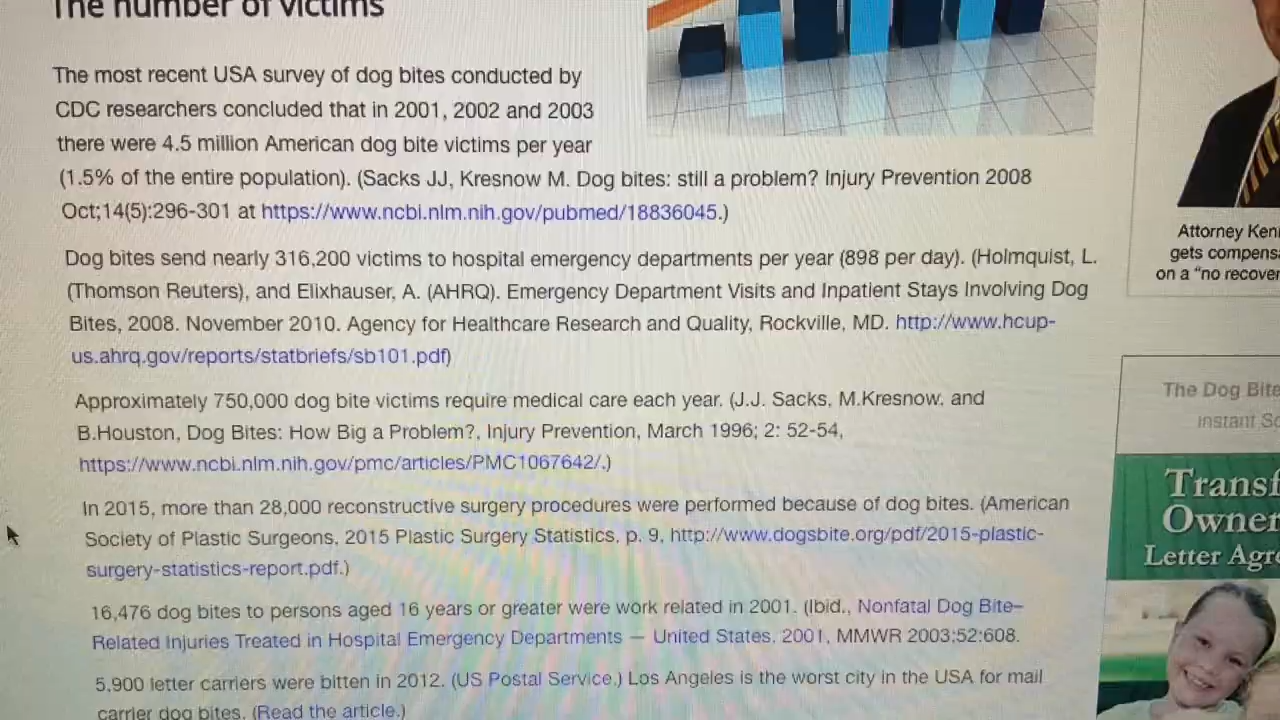 The number of victims
The most recent USA survey of dog bites conducted by
CDC researchers concluded that in 2001, 2002 and 2003
there were 4.5 million American dog bite victims per year
(1.5% of the entire population). (Sacks JJ, Kresnow M. Dog bites: still a problem? Injury Prevention 2008
Oct;14(5):296-301 at https://www.ncbi.nlm.nih.gov/pubmed/18836045.)
Dog bites send nearly 316,200 victims to hospital emergency departments per year (898 per day). (Holmquist, L.
(Thomson Reuters), and Elixhauser, A. (AHRQ). Emergency Department Visits and Inpatient Stays Involving Dog
Bites, 2008. November 2010. Agency for Healthcare Research and Quality, Rockville, MD. http://www.hcup-
us.ahrq.gov/reports/statbriefs/sb101.pdf)
Approximately 750,000 dog bite victims require medical care each year. (J.J. Sacks, M.Kresnow, and
B.Houston, Dog Bites: How Big a Problem?, Injury Prevention, March 1996; 2: 52-54,
https://www.ncbi.nlm.nih.gov/pmc/articles/PMC1067642/.)
In 2015, more than 28,000 reconstructive surgery procedures were performed because of dog bites. (American
Society of Plastic Surgeons, 2015 Plastic Surgery Statistics, p. 9, http://www.dogsbite.org/pdf/2015-plastic-
surgery-statistics-report.pdf.)
16,476 dog bites to persons aged 16 years or greater were work related in 2001. (Ibid., Nonfatal Dog Bite–
Related Injuries Treated in Hospital Emergency Departments — United States, 2001, MMWR 2003;52:608.
5,900 letter carriers were bitten in 2012. (US Postal Service.) Los Angeles is the worst city in the USA for mail
carrier dog bites. (Read the article.)
Attorney Ken
gets compens
on a "no recover
The Dog Bite
instant Sc
Transf
Owner
Letter Agr